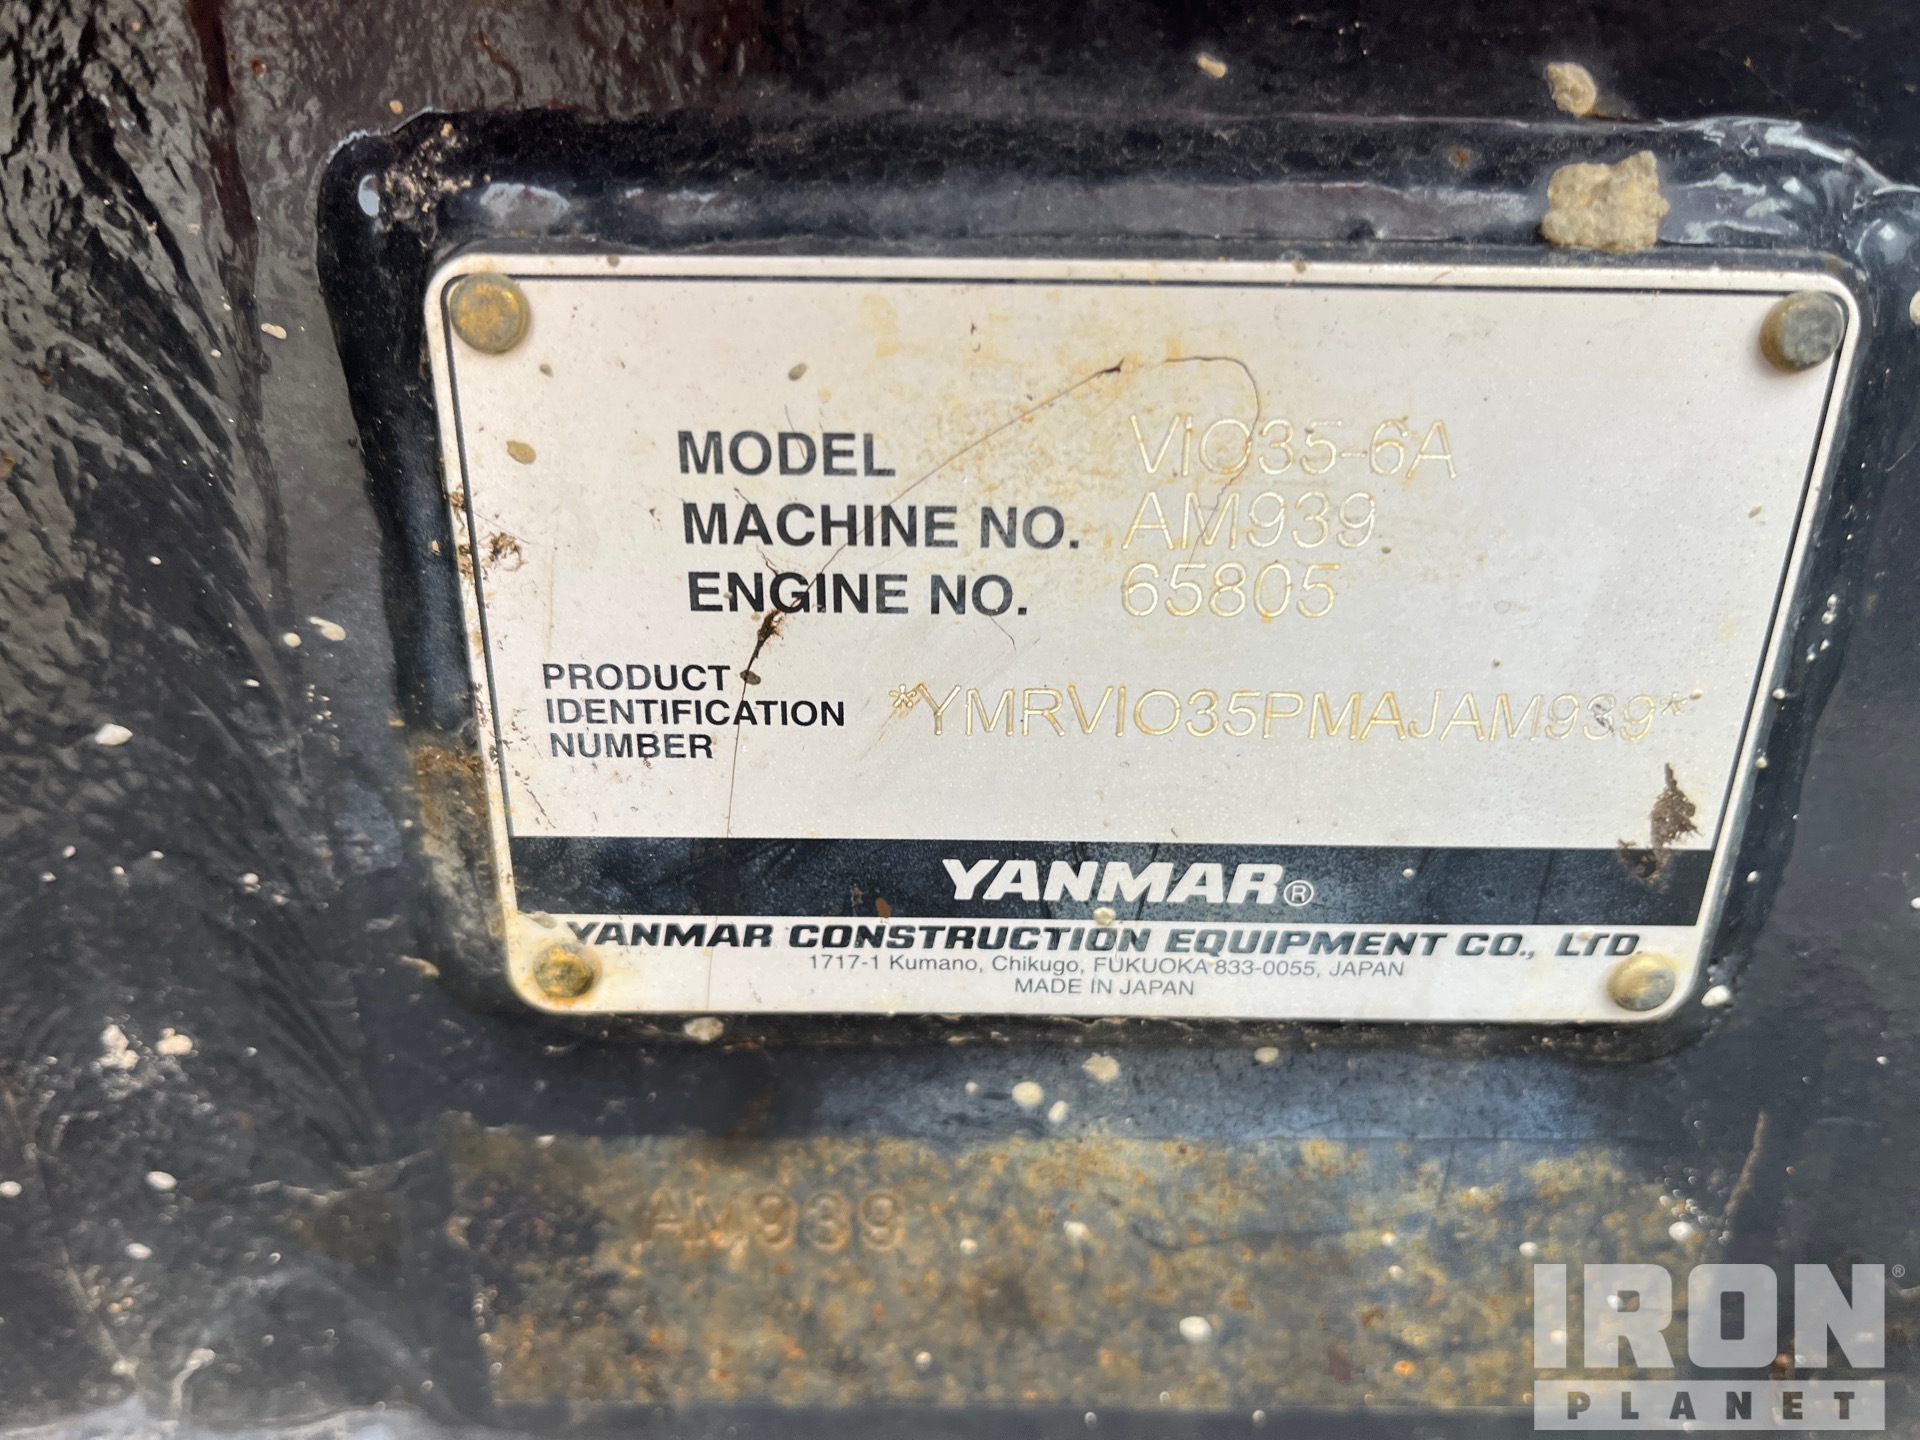 MODEL VIO35-6A
MACHINE NO. AM939
ENGINE NO. 65805
PRODUCT
IDENTIFICATION
NUMBER
*YMRVIO35PMAJAM939*
YANMAR®
YANMAR CONSTRUCTION EQUIPMENT CO., LTD.
1717-1 Kumano, Chikugo, FUKUOKA 833-0055, JAPAN
MADE IN JAPAN
AM939
IRON®
PLANET